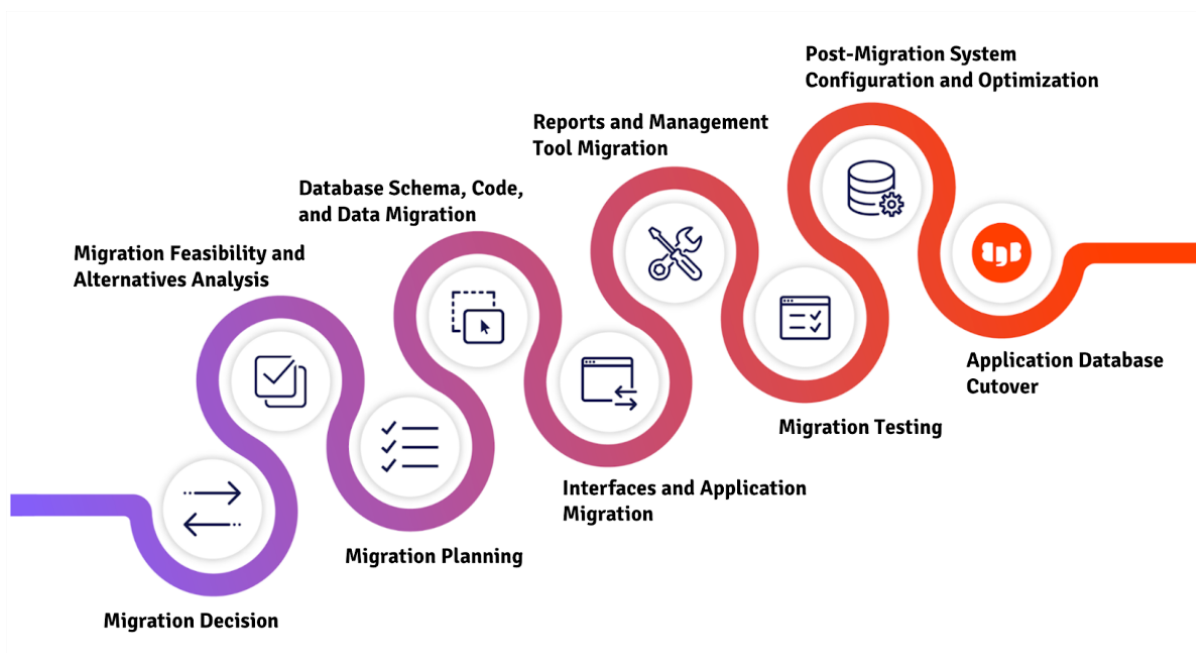 Post-Migration System
Configuration and Optimization
Reports and Management
Tool Migration
Database Schema, Code,
and Data Migration
Migration Feasibility and
Alternatives Analysis
Application Database
Cutover
Migration Testing
Interfaces and Application
Migration
Migration Planning
Migration Decision